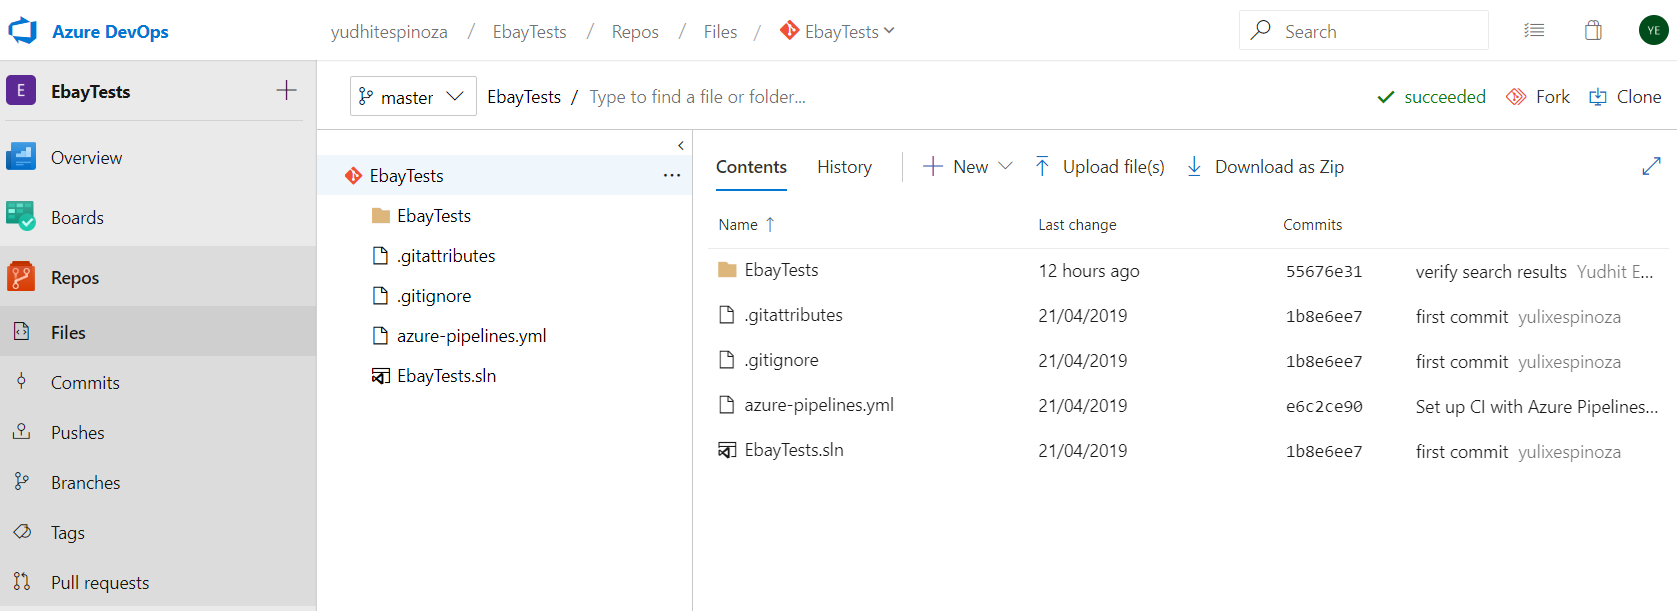 Azure DevOps
yudhitespinoza / EbayTests / Repos / Files / EbayTests
Search
YE
E EbayTests
Overview
Boards
Repos
Files
Commits
Pushes
Branches
Tags
Pull requests
master
EbayTests / Type to find a file or folder...
succeeded
Fork
Clone
EbayTests ...
EbayTests
.gitattributes
.gitignore
azure-pipelines.yml
EbayTests.sln
Contents History New Upload file(s) Download as Zip
Name ↑ Last change Commits
EbayTests 12 hours ago 55676e31 verify search results Yudhit E...
.gitattributes 21/04/2019 1b8e6ee7 first commit yulixespinoza
.gitignore 21/04/2019 1b8e6ee7 first commit yulixespinoza
azure-pipelines.yml 21/04/2019 e6c2ce90 Set up CI with Azure Pipelines...
EbayTests.sln 21/04/2019 1b8e6ee7 first commit yulixespinoza